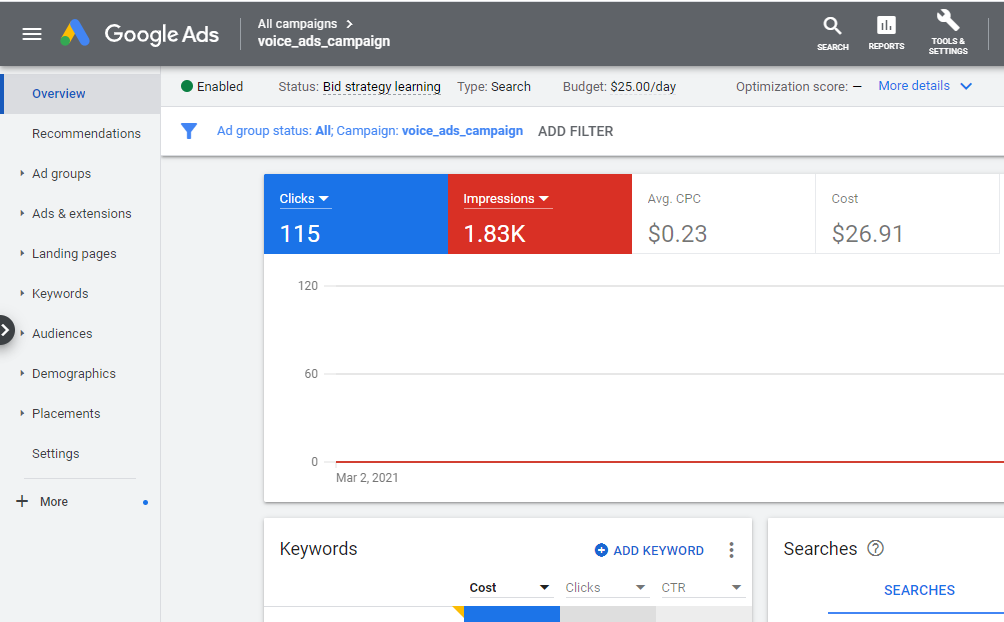 Google Ads
All campaigns
voice_ads_campaign
SEARCH
REPORTS
TOOLS &
SETTINGS
Overview
Recommendations
Ad groups
Ads & extensions
Landing pages
Keywords
Audiences
Demographics
Placements
Settings
More
Enabled
Status: Bid strategy learning
Type: Search
Budget: $25.00/day
Optimization score: –
More details
Ad group status: All; Campaign: voice_ads_campaign
ADD FILTER
Clicks
115
Impressions
1.83K
Avg. CPC
$0.23
Cost
$26.91
120
60
0
Mar 2, 2021
Keywords
ADD KEYWORD
Cost
Clicks
CTR
Searches
SEARCHES